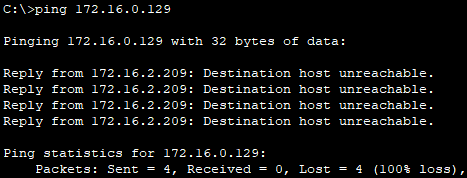 C:\>ping 172.16.0.129
Pinging 172.16.0.129 with 32 bytes of data:
Reply from 172.16.2.209: Destination host unreachable.
Reply from 172.16.2.209: Destination host unreachable.
Reply from 172.16.2.209: Destination host unreachable.
Reply from 172.16.2.209: Destination host unreachable.
Ping statistics for 172.16.0.129:
Packets: Sent = 4, Received = 0, Lost = 4 (100% loss),